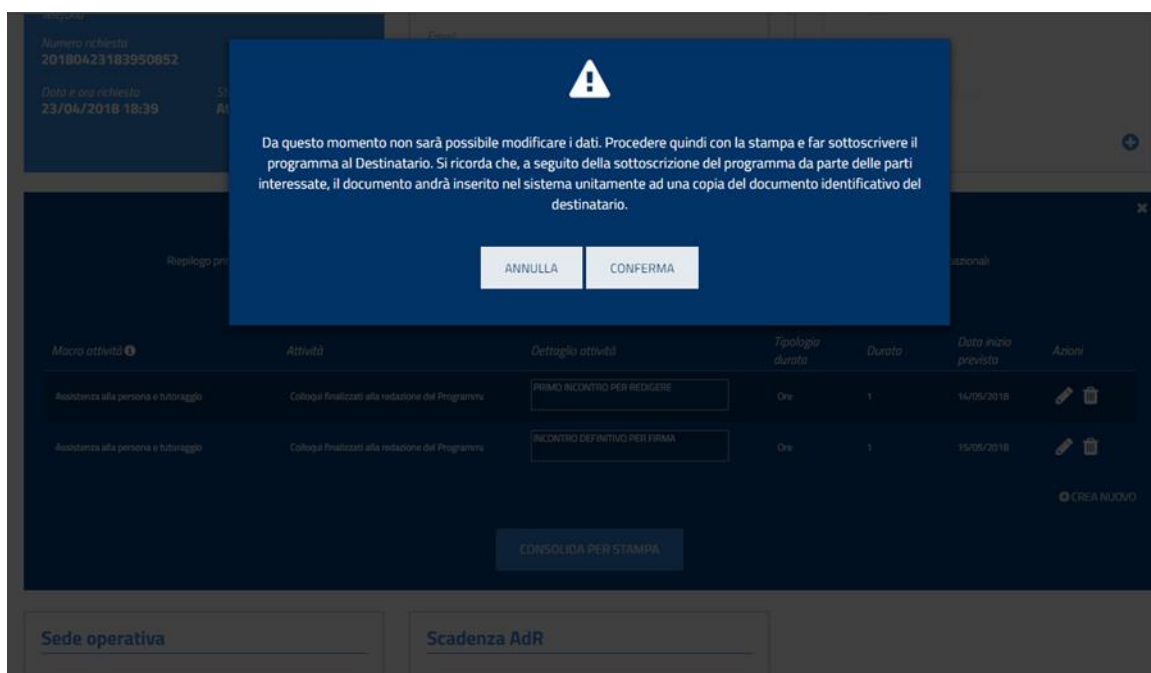 Telefono
Numero richiesta
20180423183950852
Data e ora richiesta
23/04/2018 18:39
Email
Da questo momento non sarà possibile modificare i dati. Procedere quindi con la stampa e far sottoscrivere il
programma al Destinatario. Si ricorda che, a seguito della sottoscrizione del programma da parte delle parti
interessate, il documento andrà inserito nel sistema unitamente ad una copia del documento identificativo del
destinatario.
ANNULLA CONFERMA
Riepilogo
Macro attività Attività Dettaglio attività Tipologia durata Durata Data inizio prevista Azioni
Assistenza alla persona e tutoraggio Colloqui finalizzati alla redazione del Programma PRIMO INCONTRO PER REDIGERE Ore 1 14/05/2018
Assistenza alla persona e tutoraggio Colloqui finalizzati alla redazione del Programma INCONTRO DEFINITIVO PER FIRMA Ore 1 15/05/2018
CREA NUOVO
CONSOLIDA PER STAMPA
Sede operativa Scadenza AdR